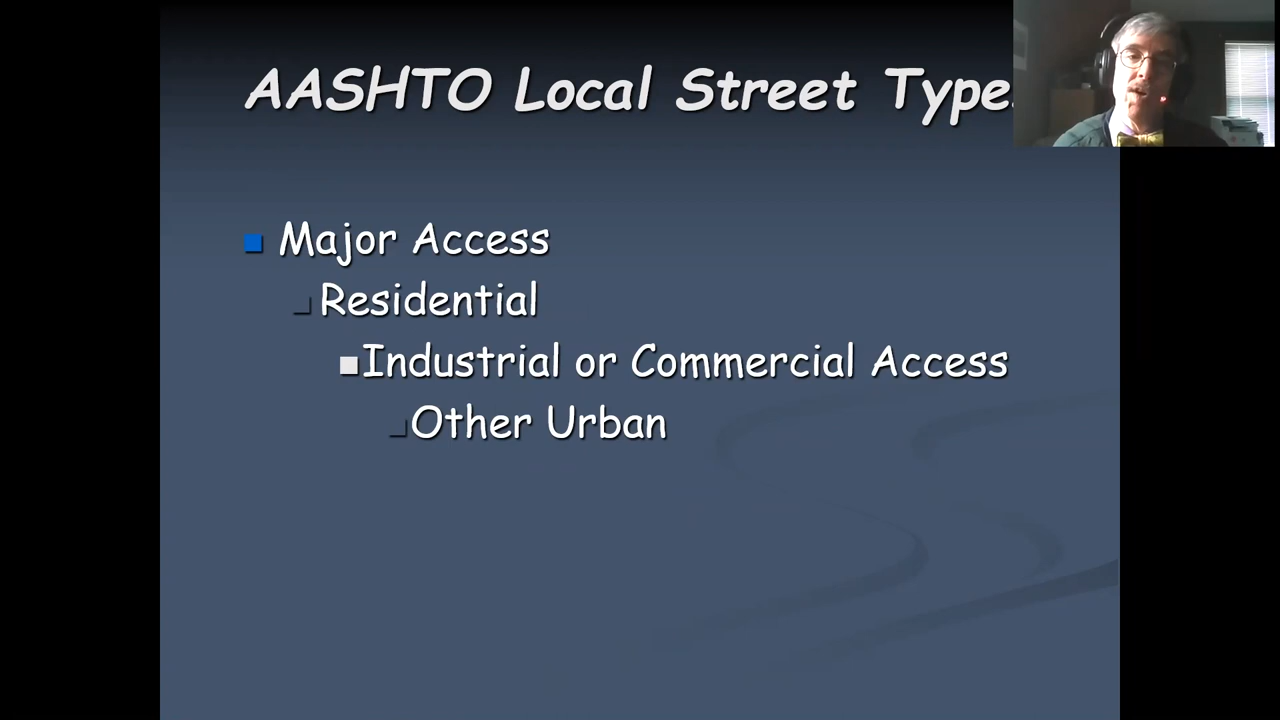 AASHTO Local Street Type
Major Access
Residential
Industrial or Commercial Access
Other Urban